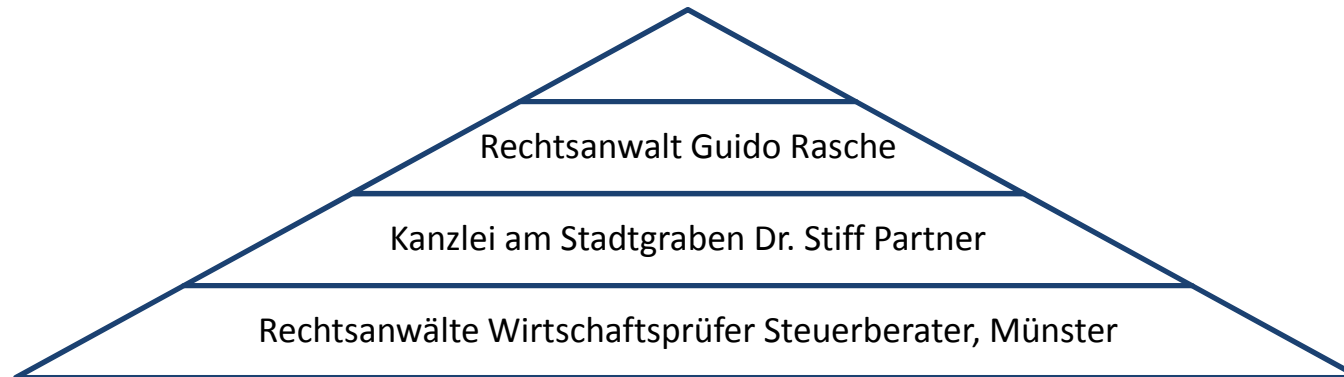 Rechtsanwalt Guido Rasche
Kanzlei am Stadtgraben Dr. Stiff Partner
Rechtsanwälte Wirtschaftsprüfer Steuerberater, Münster